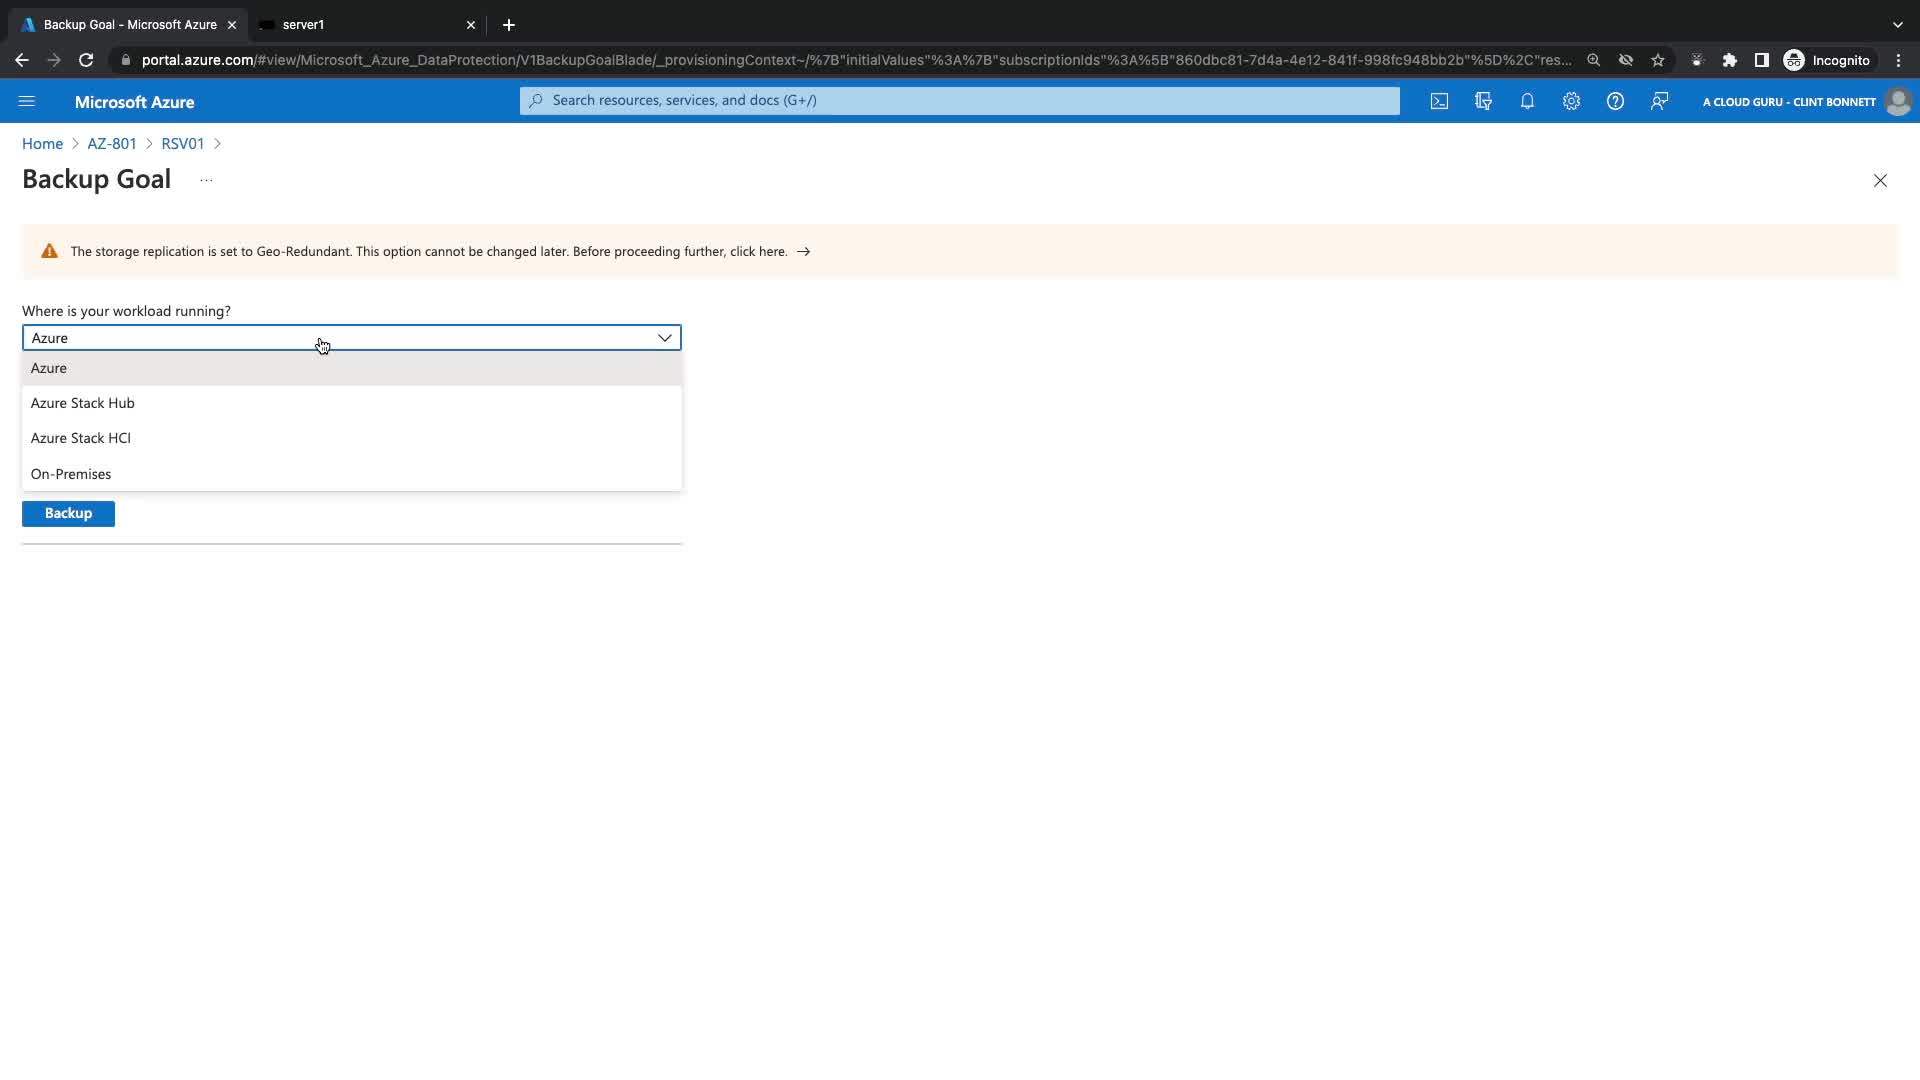 Backup Goal - Microsoft Azure
server1
portal.azure.com/#view/Microsoft_Azure_DataProtection/V1BackupGoalBlade/_provisioningContext~/%7B"initialValues"%3A%7B"subscriptionIds"%3A%5B"860dbc81-7d4a-4e12-841f-998fc948bb2b"%5D%2C"res...
Incognito
Microsoft Azure
Search resources, services, and docs (G+/)
A CLOUD GURU - CLINT BONNETT
Home > AZ-801 > RSV01 >
Backup Goal ...
The storage replication is set to Geo-Redundant. This option cannot be changed later. Before proceeding further, click here. →
Where is your workload running?
Azure
Azure
Azure Stack Hub
Azure Stack HCI
On-Premises
Backup